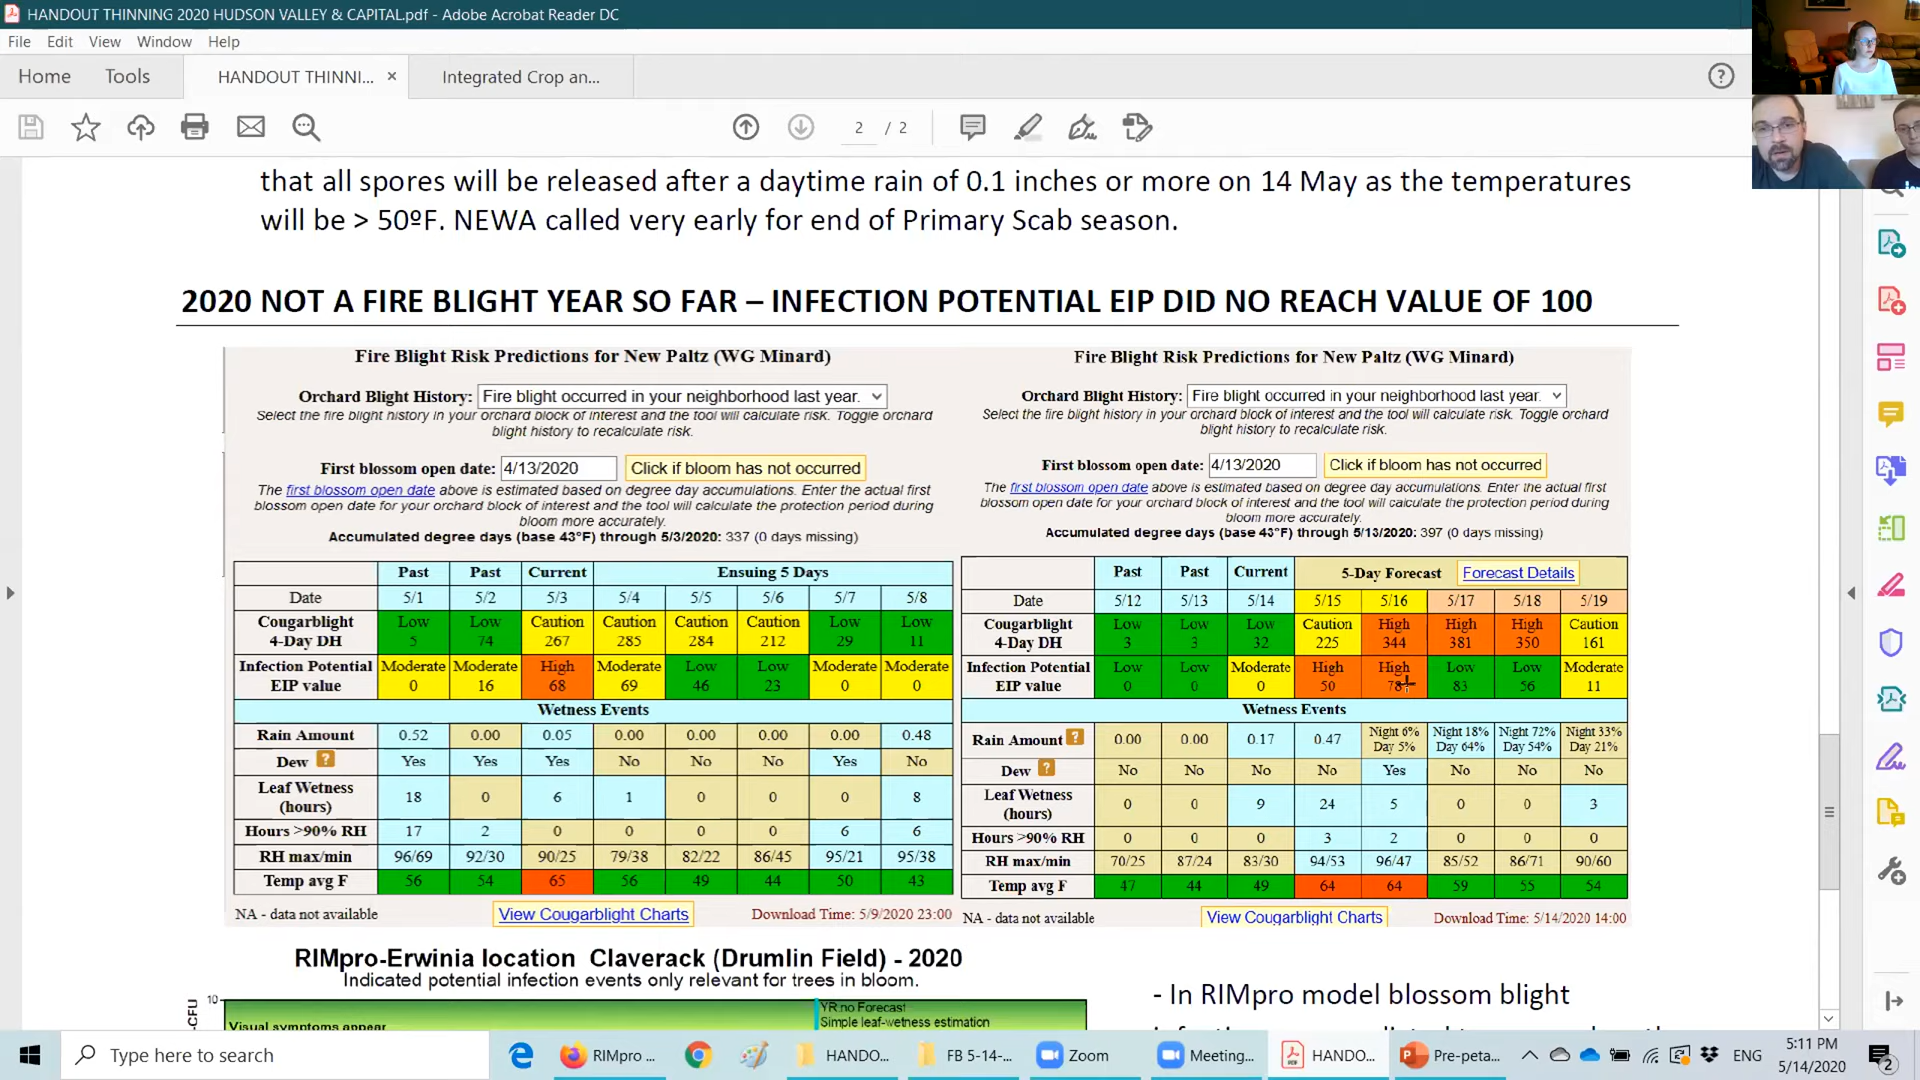 HANDOUT THINNING 2020 HUDSON VALLEY & CAPITAL.pdf - Adobe Acrobat Reader DC
File Edit View Window Help
Home Tools HANDOUT THINNI... × Integrated Crop an...
2 / 2
that all spores will be released after a daytime rain of 0.1 inches or more on 14 May as the temperatures
will be > 50ºF. NEWA called very early for end of Primary Scab season.
2020 NOT A FIRE BLIGHT YEAR SO FAR – INFECTION POTENTIAL EIP DID NO REACH VALUE OF 100
Fire Blight Risk Predictions for New Paltz (WG Minard)
Orchard Blight History: Fire blight occurred in your neighborhood last year.
Select the fire blight history in your orchard block of interest and the tool will calculate risk. Toggle orchard
blight history to recalculate risk.
First blossom open date: 4/13/2020 Click if bloom has not occurred
The first blossom open date above is estimated based on degree day accumulations. Enter the actual first
blossom open date for your orchard block of interest and the tool will calculate the protection period during
bloom more accurately.
Accumulated degree days (base 43°F) through 5/3/2020: 337 (0 days missing)
Past Past Current Ensuing 5 Days
Date 5/1 5/2 5/3 5/4 5/5 5/6 5/7 5/8
Cougarblight Low Low Caution Caution Caution Caution Low Low
4-Day DH 5 74 267 285 284 212 29 11
Infection Potential Moderate Moderate High Moderate Low Low Moderate Moderate
EIP value 0 16 68 69 46 23 0 0
Wetness Events
Rain Amount 0.52 0.00 0.05 0.00 0.00 0.00 0.00 0.48
Dew ? Yes Yes Yes No No No Yes No
Leaf Wetness
(hours) 18 0 6 1 0 0 0 8
Hours >90% RH 17 2 0 0 0 0 6 6
RH max/min 96/69 92/30 90/25 79/38 82/22 86/45 95/21 95/38
Temp avg F 56 54 65 56 49 44 50 43
NA - data not available View Cougarblight Charts Download Time: 5/9/2020 23:00
Fire Blight Risk Predictions for New Paltz (WG Minard)
Orchard Blight History: Fire blight occurred in your neighborhood last year.
Select the fire blight history in your orchard block of interest and the tool will calculate risk. Toggle orchard
blight history to recalculate risk.
First blossom open date: 4/13/2020 Click if bloom has not occurred
The first blossom open date above is estimated based on degree day accumulations. Enter the actual first
blossom open date for your orchard block of interest and the tool will calculate the protection period during
bloom more accurately.
Accumulated degree days (base 43°F) through 5/13/2020: 397 (0 days missing)
Past Past Current 5-Day Forecast Forecast Details
Date 5/12 5/13 5/14 5/15 5/16 5/17 5/18 5/19
Cougarblight Low Low Low Caution High High High Caution
4-Day DH 3 3 32 225 344 381 350 161
Infection Potential Low Low Moderate High High Low Low Moderate
EIP value 0 0 0 50 78 83 56 11
Wetness Events
Rain Amount ? 0.00 0.00 0.17 0.47 Night 6% Night 18% Night 72% Night 33%
Day 5% Day 64% Day 54% Day 21%
Dew ? No No No No Yes No No No
Leaf Wetness
(hours) 0 0 9 24 5 0 0 3
Hours >90% RH 0 0 0 3 2 0 0 0
RH max/min 70/25 87/24 83/30 94/53 96/47 85/52 86/71 90/60
Temp avg F 47 44 49 64 64 59 55 54
NA - data not available View Cougarblight Charts Download Time: 5/14/2020 14:00
RIMpro-Erwinia location Claverack (Drumlin Field) - 2020
Indicated potential infection events only relevant for trees in bloom.
-CFU
10
YR.no Forecast
Simple leaf-wetness estimation
Visual symptoms appear
- In RIMpro model blossom blight
Type here to search
RIMpro ... HANDO... FB 5-14-... Zoom Meeting... HANDO... Pre-peta... ENG
5:11 PM
5/14/2020
2